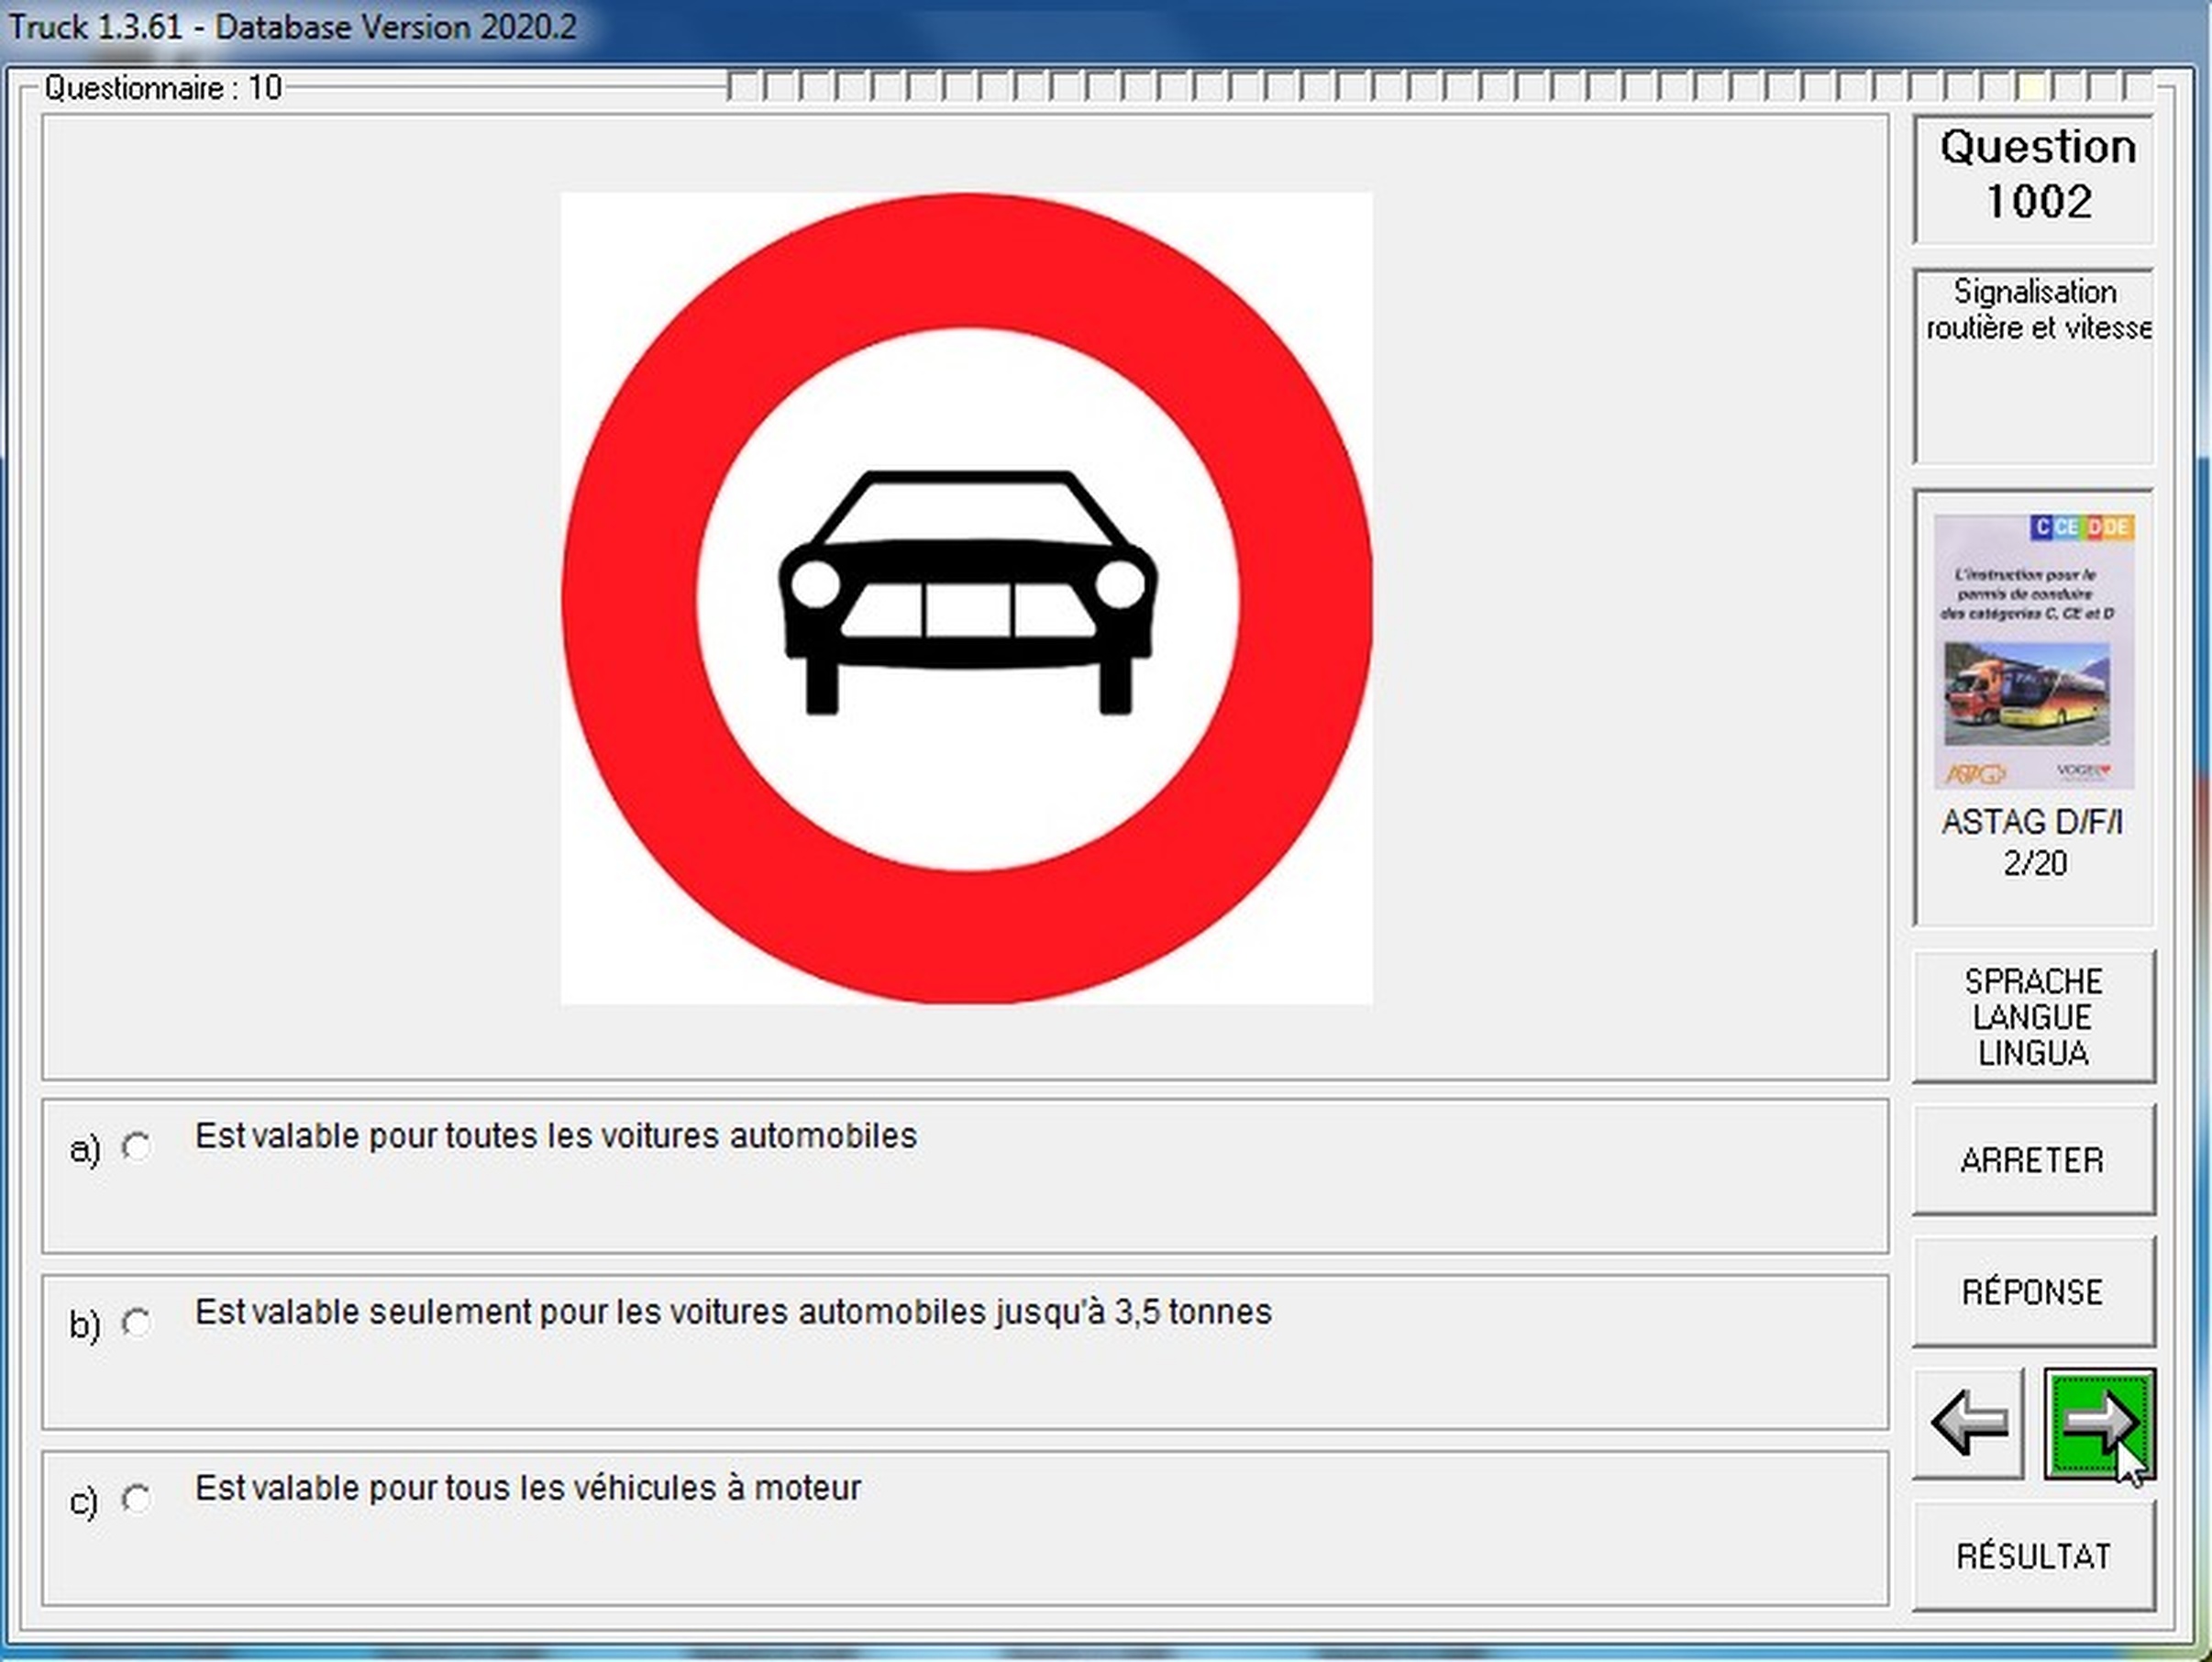 Truck 1.3.61 - Database Version 2020.2
Questionnaire : 10
Question
1002
Signalisation
routière et vitesse
C CE D DE
L'instruction pour le
permis de conduire
des catégories C, CE et D
ASTAG
VOGEL
ASTAG D/F/I
2/20
SPRACHE
LANGUE
LINGUA
ARRETER
RÉPONSE
RÉSULTAT
a) Est valable pour toutes les voitures automobiles
b) Est valable seulement pour les voitures automobiles jusqu'à 3,5 tonnes
c) Est valable pour tous les véhicules à moteur